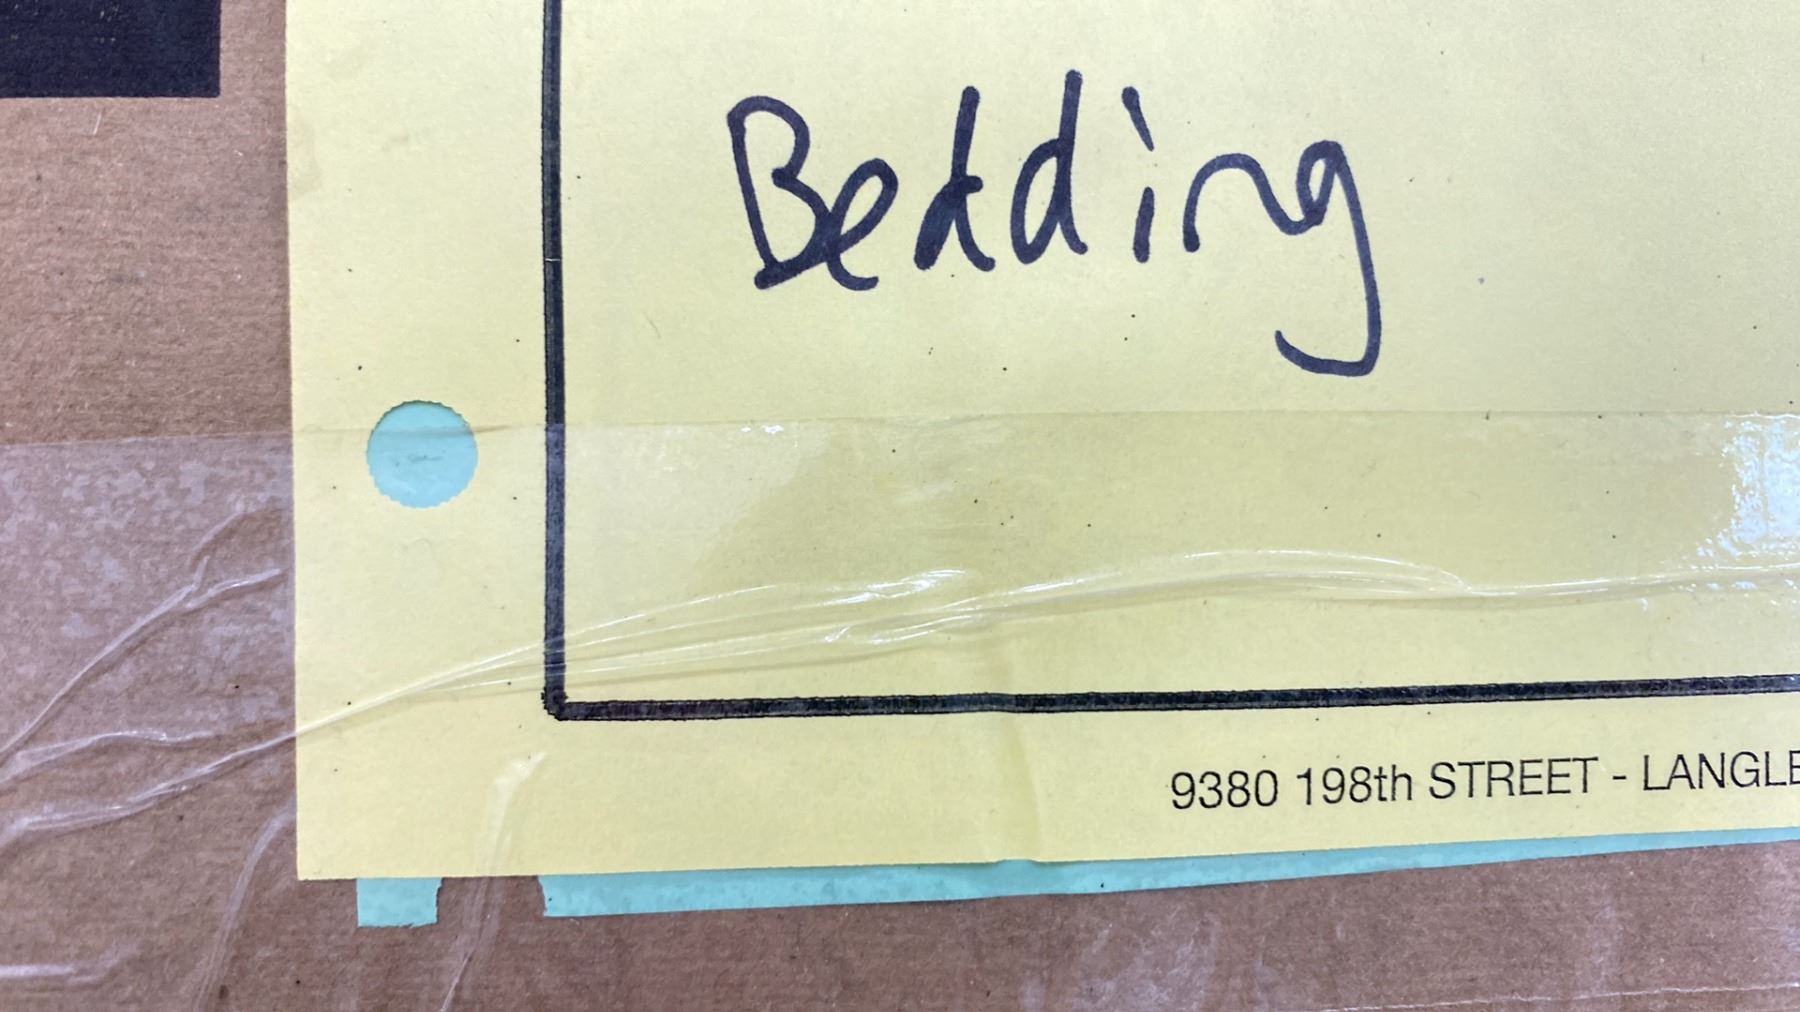 Bedding
9380 198th STREET - LANGLE